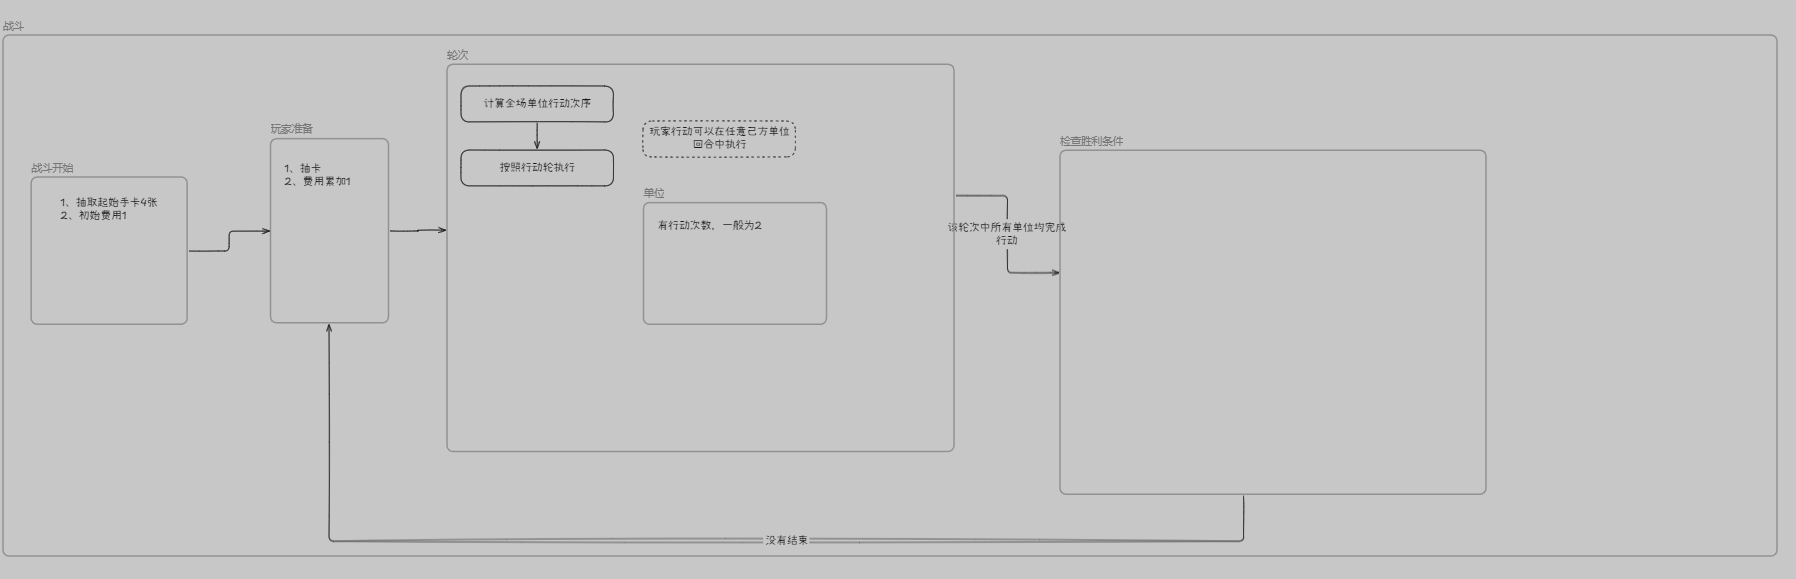 战斗
轮次
计算全场单位行动次序
玩家行动可以在任意己方单位
回合中执行
玩家准备
检查胜利条件
战斗开始
1、抽卡
2、费用累加1
按照行动轮执行
单位
1、抽取起始手卡4张
2、初始费用1
有行动次数，一般为2
该轮次中所有单位均完成
行动
没有结束